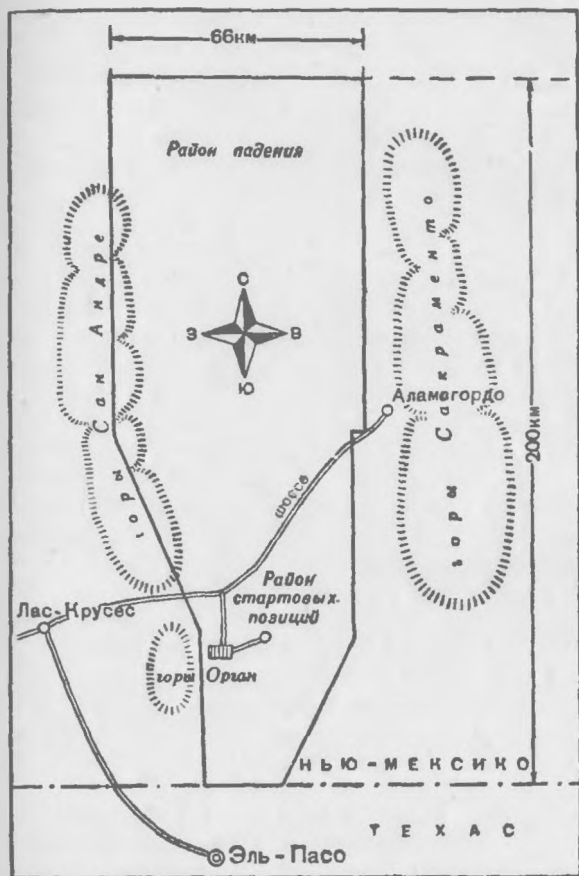 66км
Район падения
С
З
В
Ю
горы Сан Андре
горы Сакраменто
Аламагордо
200км
шоссе
Район
стартовых
позиций
Лас-Крусес
горы Орган
НЬЮ-МЕКСИКО
ТЕХАС
Эль-Пасо